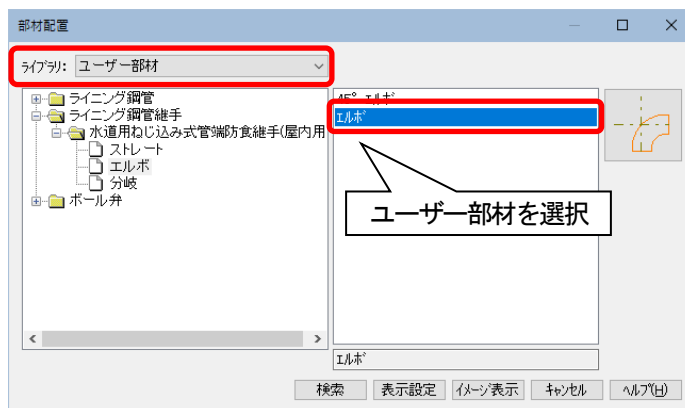 部材配置
ﾗｲﾌﾞﾗﾘ: ユーザー部材
ライニング鋼管
ライニング鋼管継手
水道用ねじ込み式管端防食継手(屋内用
ストレート
エルボ
分岐
ボール弁
45° ｴﾙﾎﾞ
ｴﾙﾎﾞ
ユーザー部材を選択
ｴﾙﾎﾞ
検索 表示設定 ｲﾒｰｼﾞ表示 ｷｬﾝｾﾙ ﾍﾙﾌﾟ(H)